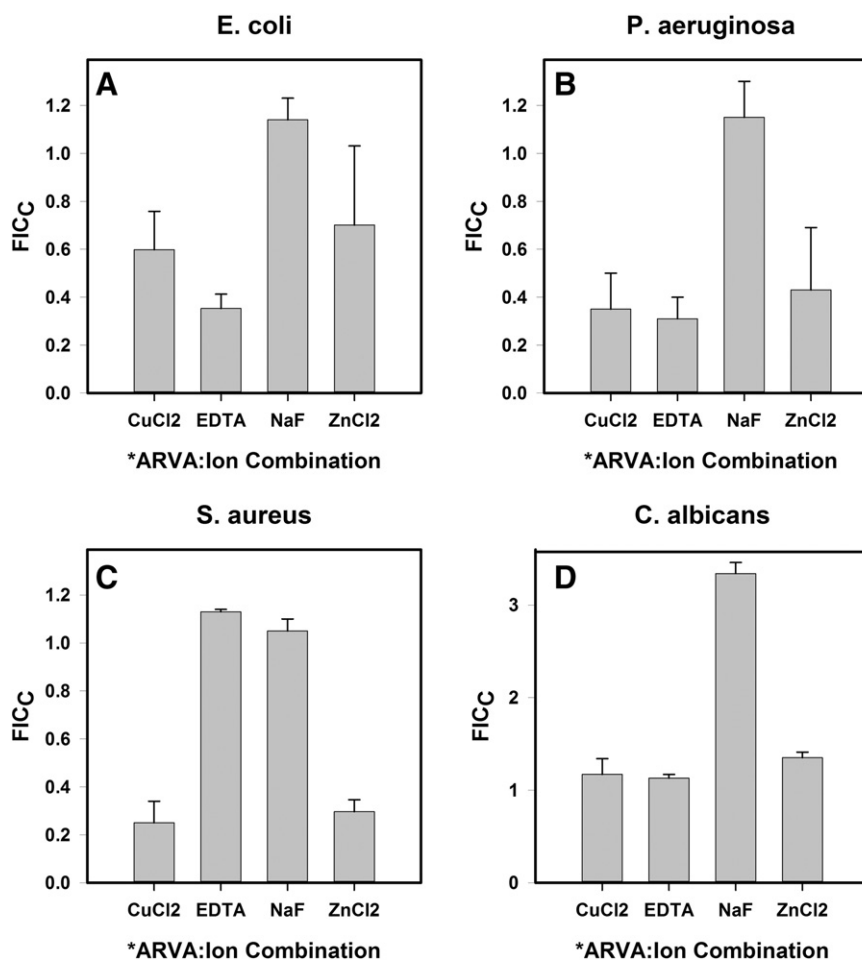 E. coli
A
FICC
1.2
1.0
0.8
0.6
0.4
0.2
0.0
CuCl2 EDTA NaF ZnCl2
*ARVA:Ion Combination
P. aeruginosa
B
FICC
1.2
1.0
0.8
0.6
0.4
0.2
0.0
CuCl2 EDTA NaF ZnCl2
*ARVA:Ion Combination
S. aureus
C
FICC
1.2
1.0
0.8
0.6
0.4
0.2
0.0
CuCl2 EDTA NaF ZnCl2
*ARVA:Ion Combination
C. albicans
D
FICC
3
2
1
0
CuCl2 EDTA NaF ZnCl2
*ARVA:Ion Combination